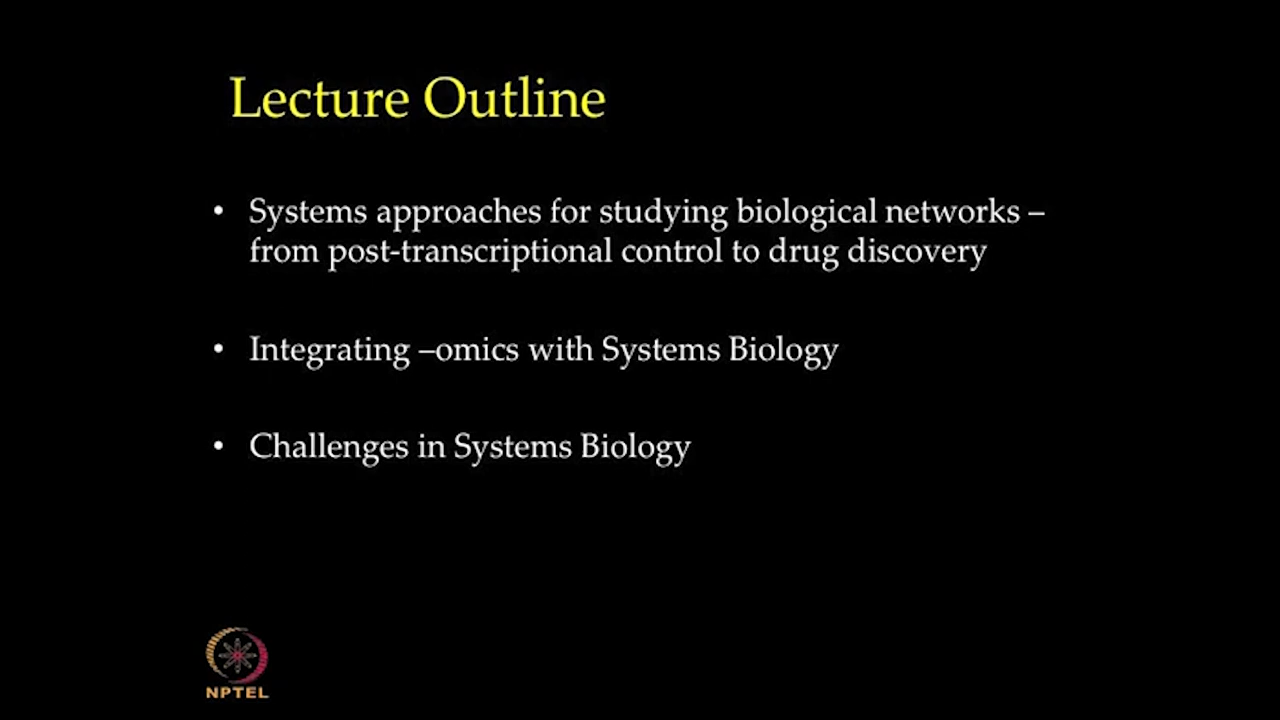 Lecture Outline
• Systems approaches for studying biological networks –
from post-transcriptional control to drug discovery
• Integrating –omics with Systems Biology
• Challenges in Systems Biology
NPTEL